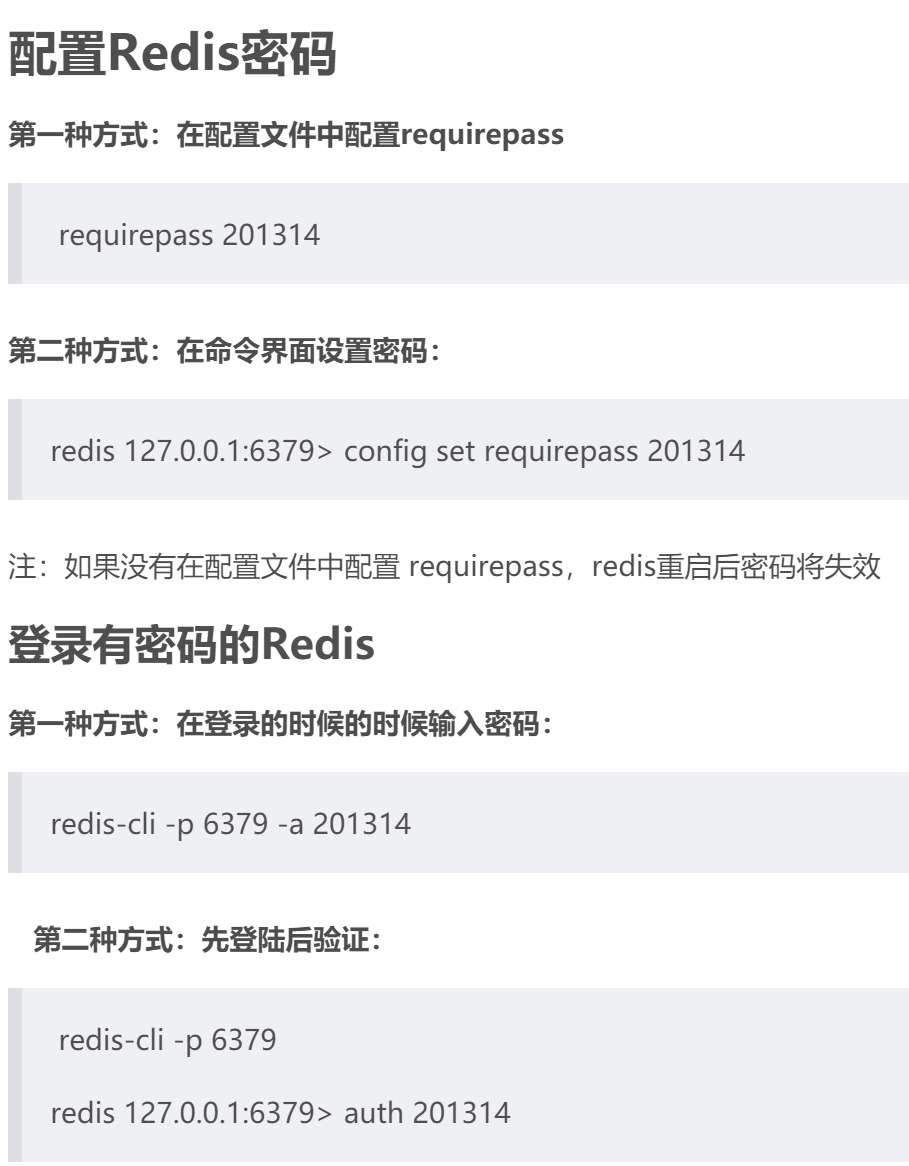 配置Redis密码
第一种方式：在配置文件中配置requirepass
requirepass 201314
第二种方式：在命令界面设置密码：
redis 127.0.0.1:6379> config set requirepass 201314
注：如果没有在配置文件中配置 requirepass，redis重启后密码将失效
登录有密码的Redis
第一种方式：在登录的时候的时候输入密码：
redis-cli -p 6379 -a 201314
第二种方式：先登陆后验证：
redis-cli -p 6379
redis 127.0.0.1:6379> auth 201314